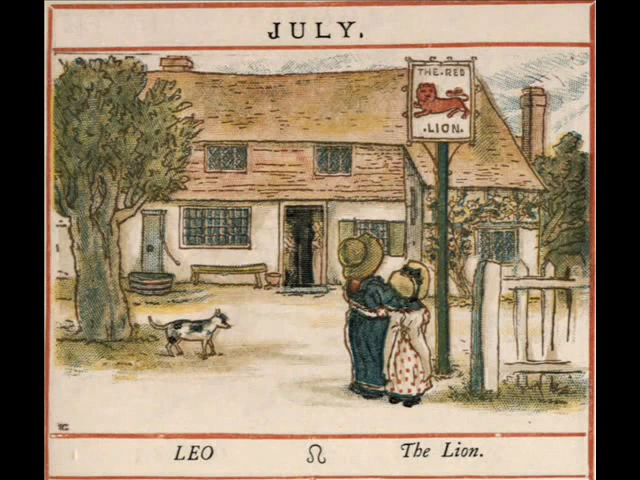 JULY.
THE.RED
.LION.
LEO ♌ The Lion.